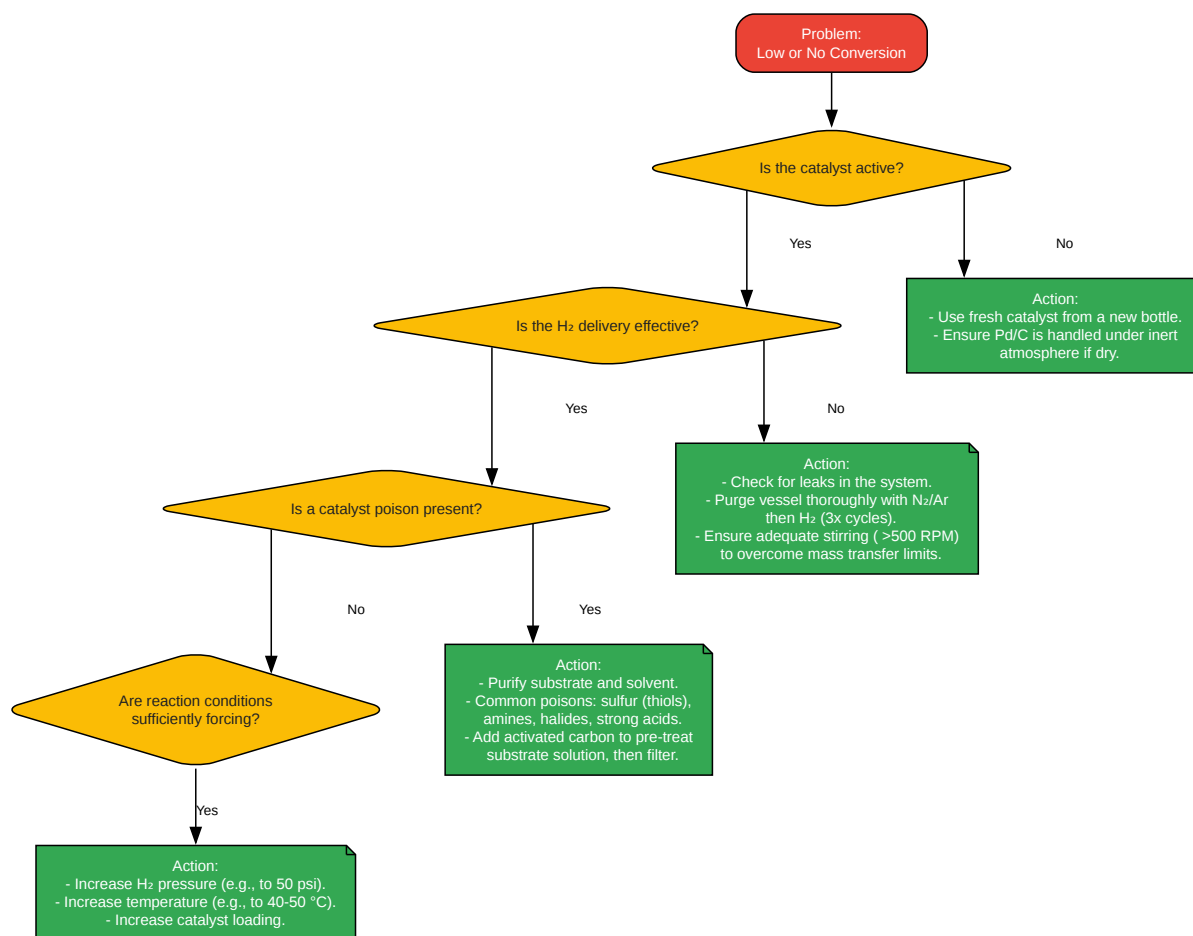 Problem:
Low or No Conversion
Is the catalyst active?
Yes
No
Action:
- Use fresh catalyst from a new bottle.
- Ensure Pd/C is handled under inert
atmosphere if dry.
Is the H₂ delivery effective?
Yes
No
Action:
- Check for leaks in the system.
- Purge vessel thoroughly with N₂/Ar
then H₂ (3x cycles).
- Ensure adequate stirring ( >500 RPM)
to overcome mass transfer limits.
Is a catalyst poison present?
No
Yes
Action:
- Purify substrate and solvent.
- Common poisons: sulfur (thiols),
amines, halides, strong acids.
- Add activated carbon to pre-treat
substrate solution, then filter.
Are reaction conditions
sufficiently forcing?
Yes
Action:
- Increase H₂ pressure (e.g., to 50 psi).
- Increase temperature (e.g., to 40-50 °C).
- Increase catalyst loading.